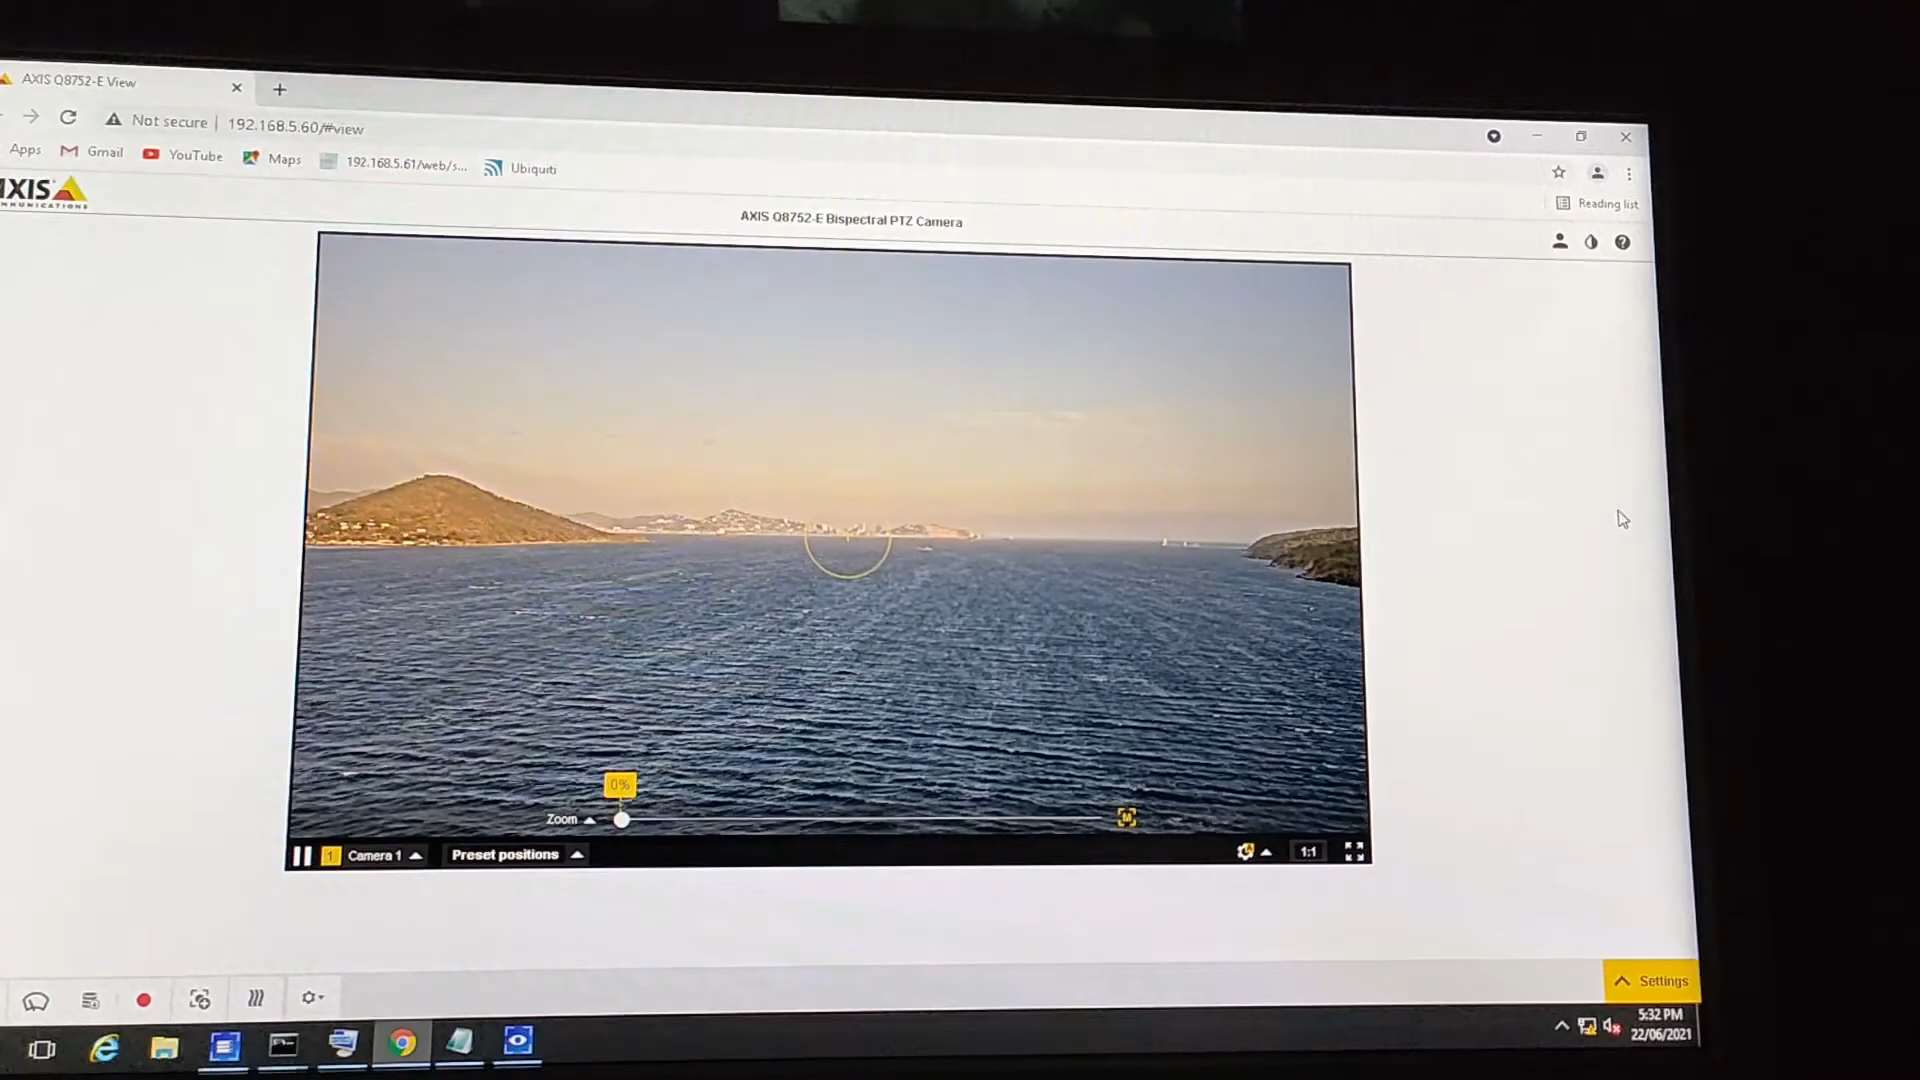 AXIS Q8752-E View
Not secure | 192.168.5.60/#view
Apps Gmail YouTube Maps 192.168.5.61/web/s... Ubiquiti
Reading list
AXIS
COMMUNICATIONS
AXIS Q8752-E Bispectral PTZ Camera
0%
Zoom
M
1 Camera 1 Preset positions 1:1
Settings
5:32 PM
22/06/2021